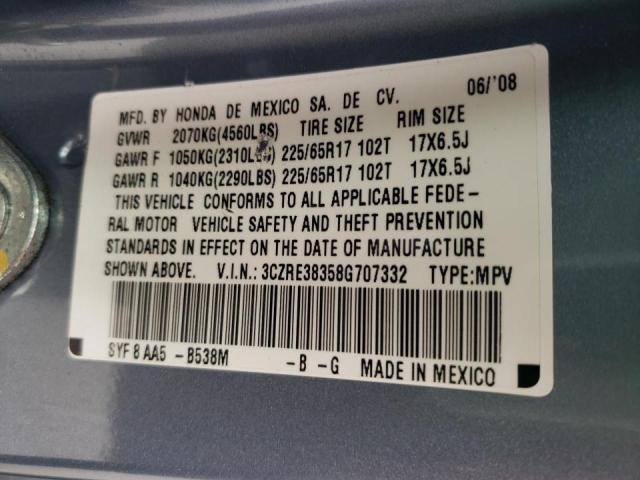 MFD. BY HONDA DE MEXICO SA. DE CV. 06/'08
GVWR 2070KG(4560LBS) TIRE SIZE RIM SIZE
GAWR F 1050KG(2310LBS) 225/65R17 102T 17X6.5J
GAWR R 1040KG(2290LBS) 225/65R17 102T 17X6.5J
THIS VEHICLE CONFORMS TO ALL APPLICABLE FEDE-
RAL MOTOR VEHICLE SAFETY AND THEFT PREVENTION
STANDARDS IN EFFECT ON THE DATE OF MANUFACTURE
SHOWN ABOVE. V.I.N.: 3CZRE38358G707332 TYPE:MPV
SYF 8 AA5 -B538M -B -G MADE IN MEXICO